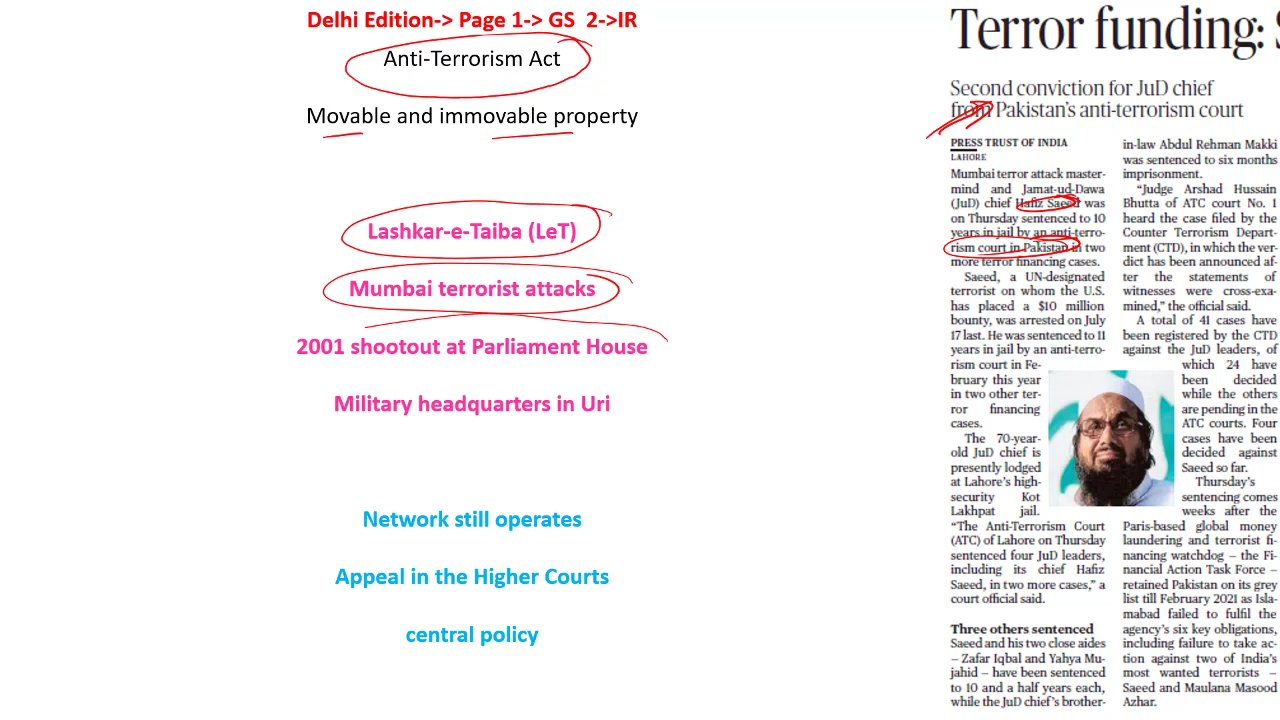 Delhi Edition-> Page 1-> GS  2->IR
Anti-Terrorism Act
Movable and immovable property
Lashkar-e-Taiba (LeT)
Mumbai terrorist attacks
2001 shootout at Parliament House
Military headquarters in Uri
Network still operates
Appeal in the Higher Courts
central policy
Terror funding:
Second conviction for JuD chief
from Pakistan's anti-terrorism court
PRESS TRUST OF INDIA
LAHORE
Mumbai terror attack master-
mind and Jamat-ud-Dawa
(JuD) chief Hafiz Saeed was
on Thursday sentenced to 10
years in jail by an anti-terro-
rism court in Pakistan in two
more terror financing cases.
Saeed, a UN-designated
terrorist on whom the U.S.
has placed a $10 million
bounty, was arrested on July
17 last. He was sentenced to 11
years in jail by an anti-terro-
rism court in Fe-
bruary this year
in two other ter-
ror financing
cases.
The 70-year-
old JuD chief is
presently lodged
at Lahore's high-
security Kot
Lakhpat jail.
"The Anti-Terrorism Court
(ATC) of Lahore on Thursday
sentenced four JuD leaders,
including its chief Hafiz
Saeed, in two more cases," a
court official said.
Three others sentenced
Saeed and his two close aides
– Zafar Iqbal and Yahya Mu-
jahid – have been sentenced
to 10 and a half years each,
while the JuD chief's brother-
in-law Abdul Rehman Makki
was sentenced to six months
imprisonment.
"Judge Arshad Hussain
Bhutta of ATC court No. 1
heard the case filed by the
Counter Terrorism Depart-
ment (CTD), in which the ver-
dict has been announced af-
ter the statements of
witnesses were cross-exa-
mined," the official said.
A total of 41 cases have
been registered by the CTD
against the JuD leaders, of
which 24 have
been decided
while the others
are pending in the
ATC courts. Four
cases have been
decided against
Saeed so far.
Thursday's
sentencing comes
weeks after the
Paris-based global money
laundering and terrorist fi-
nancing watchdog – the Fi-
nancial Action Task Force –
retained Pakistan on its grey
list till February 2021 as Isla-
mabad failed to fulfil the
agency's six key obligations,
including failure to take ac-
tion against two of India's
most wanted terrorists –
Saeed and Maulana Masood
Azhar.